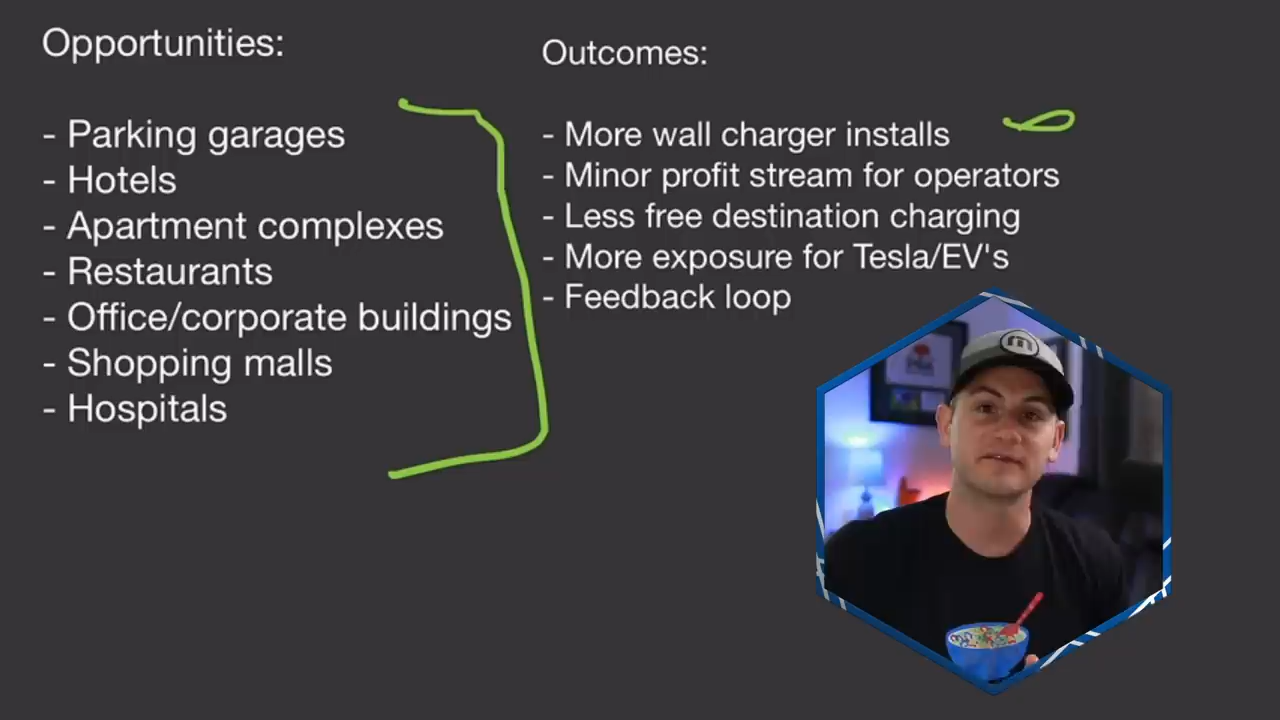 Opportunities:
- Parking garages
- Hotels
- Apartment complexes
- Restaurants
- Office/corporate buildings
- Shopping malls
- Hospitals
Outcomes:
- More wall charger installs
- Minor profit stream for operators
- Less free destination charging
- More exposure for Tesla/EV's
- Feedback loop
m